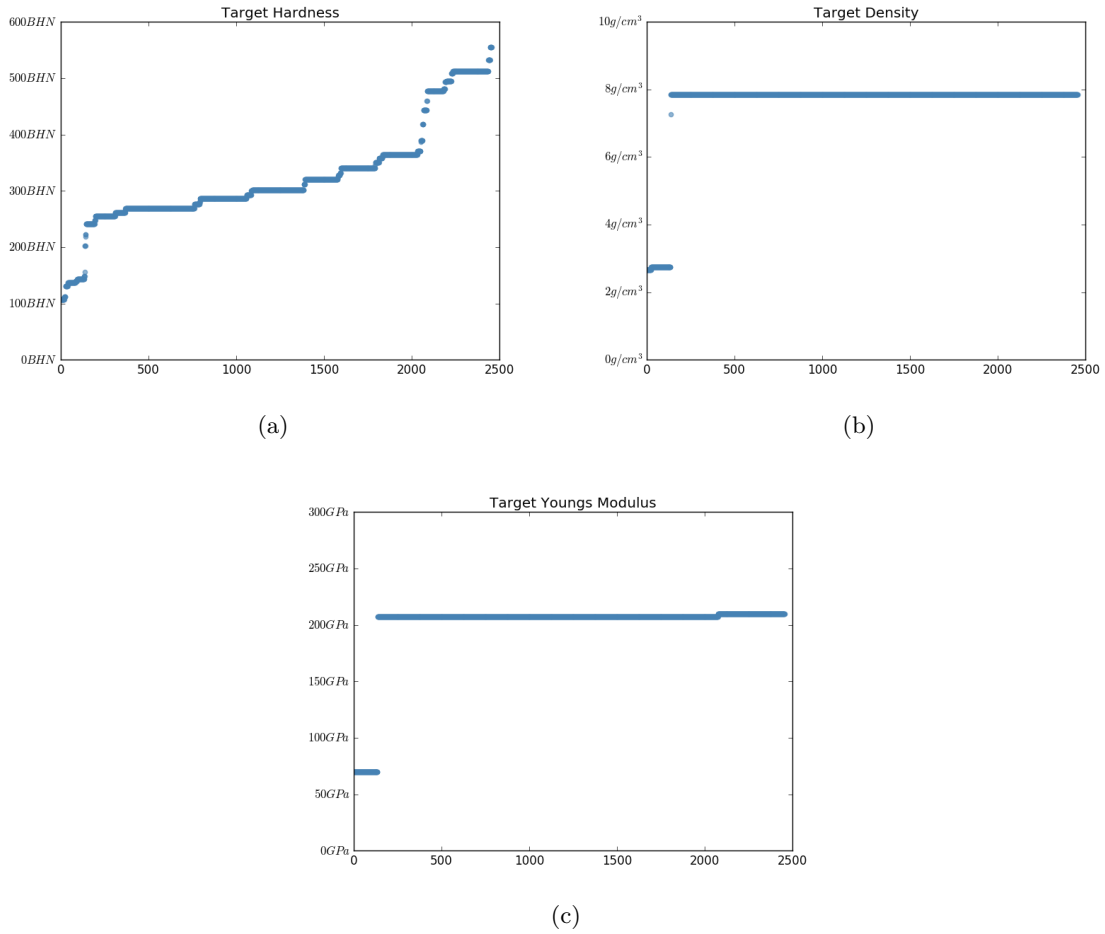 Target Hardness
600BHN
500BHN
400BHN
300BHN
200BHN
100BHN
0BHN
0 500 1000 1500 2000 2500
(a)
Target Density
10g/cm³
8g/cm³
6g/cm³
4g/cm³
2g/cm³
0g/cm³
0 500 1000 1500 2000 2500
(b)
Target Youngs Modulus
300GPa
250GPa
200GPa
150GPa
100GPa
50GPa
0GPa
0 500 1000 1500 2000 2500
(c)